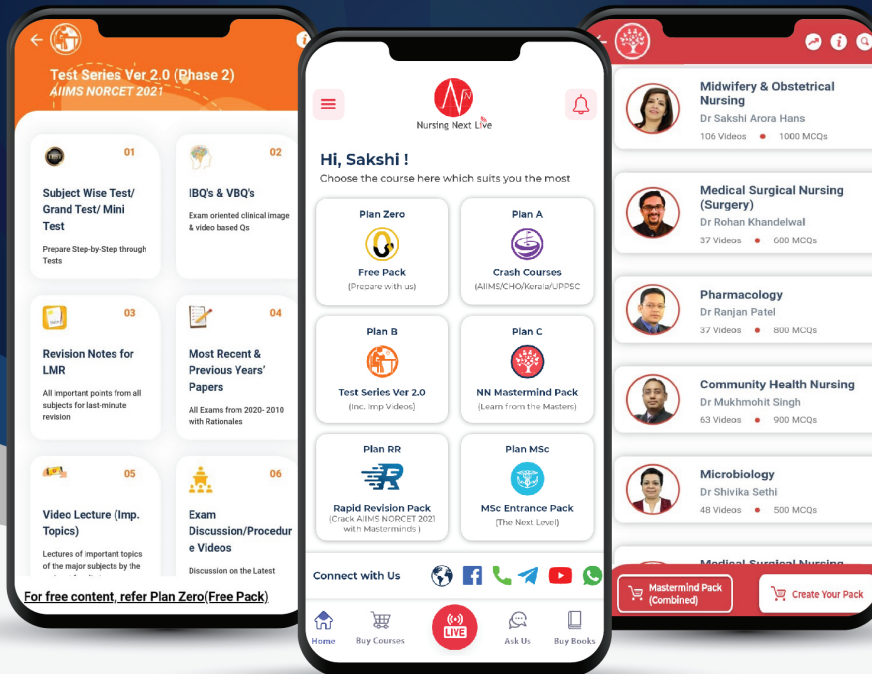 Test Series Ver 2.0 (Phase 2)
AIIMS NORCET 2021
01
Subject Wise Test/
Grand Test/ Mini
Test
Prepare Step-by-Step through
Tests
02
IBQ's & VBQ's
Exam oriented clinical image
& video based Qs
03
Revision Notes for
LMR
All important points from all
subjects for last-minute
revision
04
Most Recent &
Previous Years'
Papers
All Exams from 2020- 2010
with Rationales
05
Video Lecture (Imp.
Topics)
Lectures of important topics
of the major subjects by the
06
Exam
Discussion/Procedur
e Videos
Discussion on the Latest
For free content, refer Plan Zero(Free Pack)
Nursing Next Live
Hi, Sakshi !
Choose the course here which suits you the most
Plan Zero
Free Pack
(Prepare with us)
Plan A
Crash Courses
(AIIMS/CHO/Kerala/UPPSC
Plan B
Test Series Ver 2.0
(Inc. Imp Videos)
Plan C
NN Mastermind Pack
(Learn from the Masters)
Plan RR
Rapid Revision Pack
(Crack AIIMS NORCET 2021
with Masterminds )
Plan MSc
MSc Entrance Pack
(The Next Level)
Connect with Us
Home
Buy Courses
LIVE
Ask Us
Buy Books
Midwifery & Obstetrical
Nursing
Dr Sakshi Arora Hans
106 Videos • 1000 MCQs
Medical Surgical Nursing
(Surgery)
Dr Rohan Khandelwal
37 Videos • 600 MCQs
Pharmacology
Dr Ranjan Patel
37 Videos • 800 MCQs
Community Health Nursing
Dr Mukhmohit Singh
63 Videos • 900 MCQs
Microbiology
Dr Shivika Sethi
48 Videos • 500 MCQs
Medical Surgical Nursing
Mastermind Pack
(Combined)
Create Your Pack